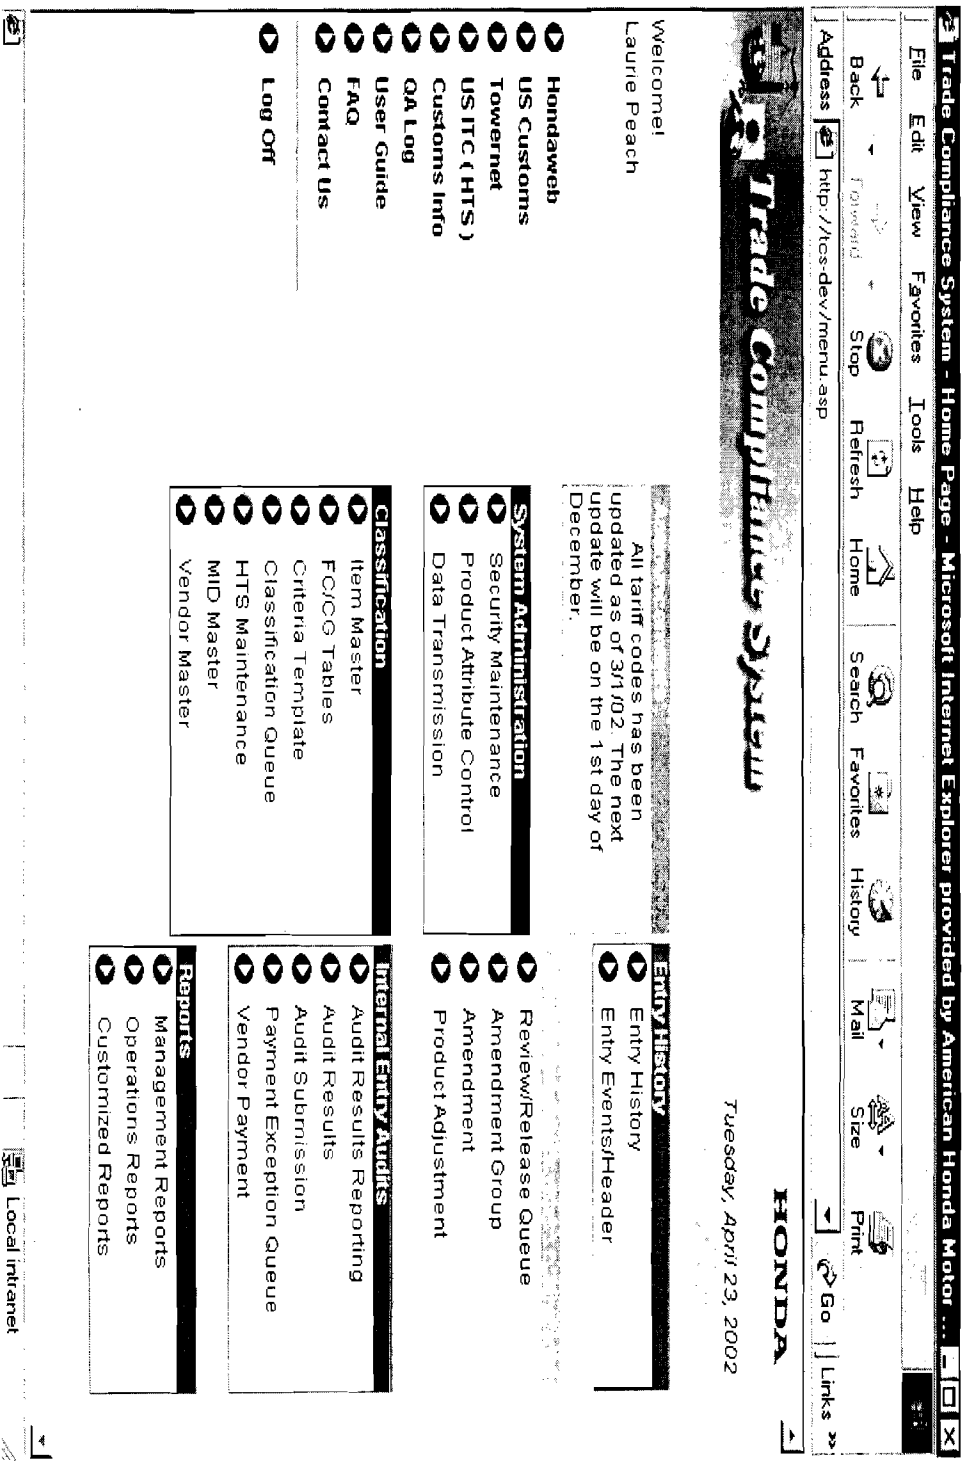 Trade Compliance System - Home Page - Microsoft Internet Explorer provided by American Honda Motor ...
File Edit View Favorites Tools Help
Back Forward Stop Refresh Home Search Favorites History Mail Size Print
Address http://tcs-dev/menu.asp Go Links »
Trade Compliance System
HONDA
Tuesday, April 23, 2002
Welcome!
Laurie Peach
Hondaweb
US Customs
Towernet
US ITC ( HTS )
Customs Info
QA Log
User Guide
FAQ
Contact Us
Log Off
All tariff codes has been
updated as of 3/1/02. The next
update will be on the 1st day of
December.
System Administration
Security Maintenance
Product Attribute Control
Data Transmission
Classification
Item Master
FC/CG Tables
Criteria Template
Classification Queue
HTS Maintenance
MID Master
Vendor Master
Entry History
Entry History
Entry Events/Header
Review/Release Queue
Amendment Group
Amendment
Product Adjustment
Internal Entry Audits
Audit Results Reporting
Audit Results
Audit Submission
Payment Exception Queue
Vendor Payment
Reports
Management Reports
Operations Reports
Customized Reports
Local intranet